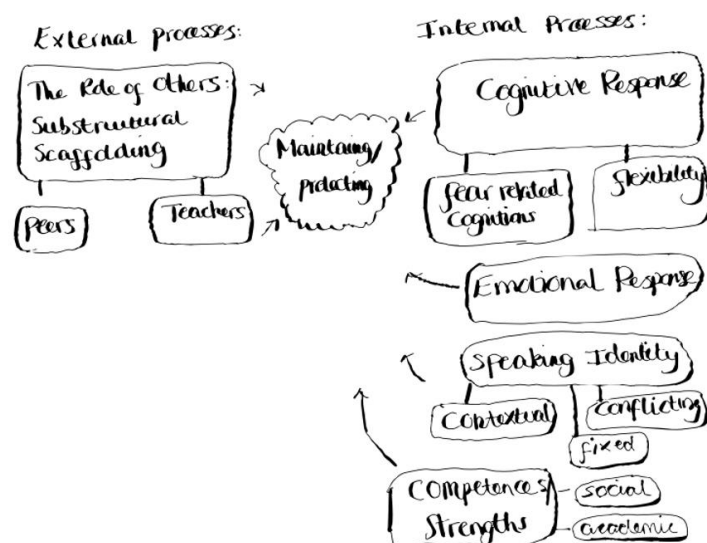 External processes:
The Role of Others:
Substructural
Scaffolding
Peers
Teachers
Maintaing/
protecting
Internal Processes:
Cognitive Response
fear related
Cognitions
flexibility
Emotional Response
Speaking Identity
Contextual
Conflicting
fixed
Competences/
Strengths
social
academic